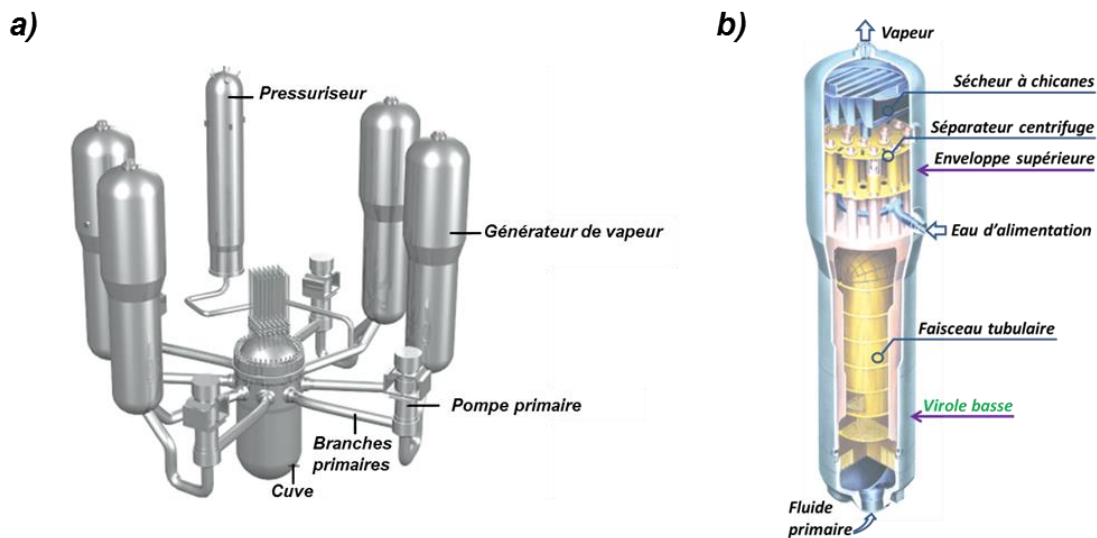 a)
Pressuriseur
Générateur de vapeur
Pompe primaire
Branches
primaires
Cuve
b)
Vapeur
Sécheur à chicanes
Séparateur centrifuge
Enveloppe supérieure
Eau d'alimentation
Faisceau tubulaire
Virole basse
Fluide
primaire